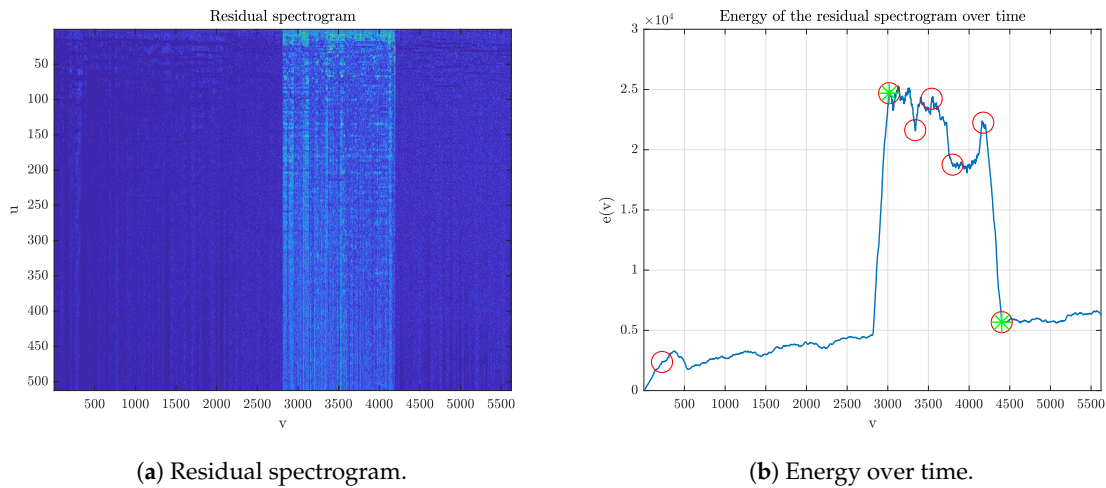 Residual spectrogram
50
100
150
200
250
300
350
400
450
500
u
500 1000 1500 2000 2500 3000 3500 4000 4500 5000 5500
v
(a) Residual spectrogram.
Energy of the residual spectrogram over time
×10⁴
3
2.5
2
1.5
1
0.5
0
e(v)
500 1000 1500 2000 2500 3000 3500 4000 4500 5000 5500
v
(b) Energy over time.